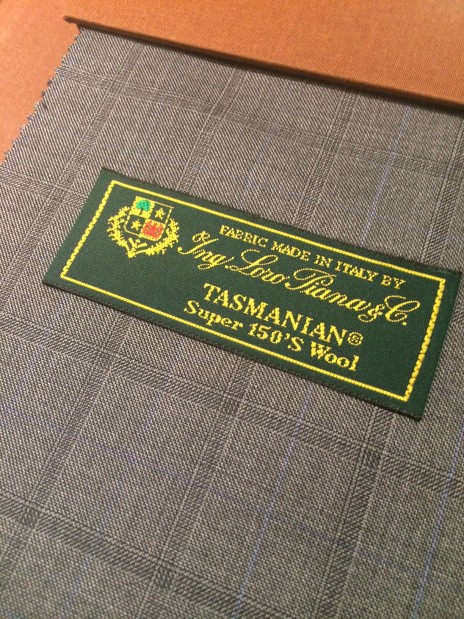 FABRIC MADE IN ITALY BY
Ing. Loro Piana & C.
TASMANIAN®
Super 150'S Wool